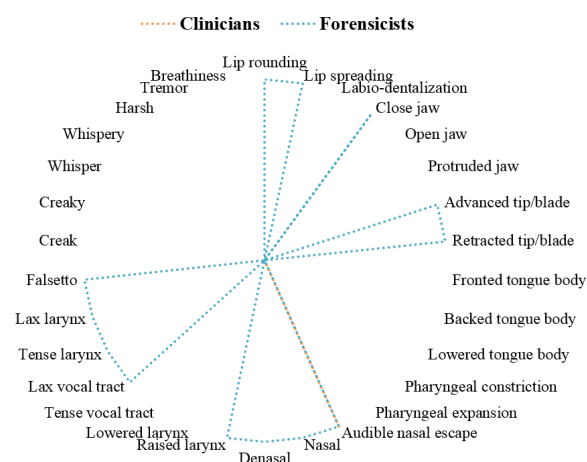 Clinicians Forensicists
Lip rounding
Lip spreading
Labio-dentalization
Close jaw
Open jaw
Protruded jaw
Advanced tip/blade
Retracted tip/blade
Fronted tongue body
Backed tongue body
Lowered tongue body
Pharyngeal constriction
Pharyngeal expansion
Audible nasal escape
Nasal
Denasal
Raised larynx
Lowered larynx
Tense vocal tract
Lax vocal tract
Tense larynx
Lax larynx
Falsetto
Creak
Creaky
Whisper
Whispery
Harsh
Tremor
Breathiness